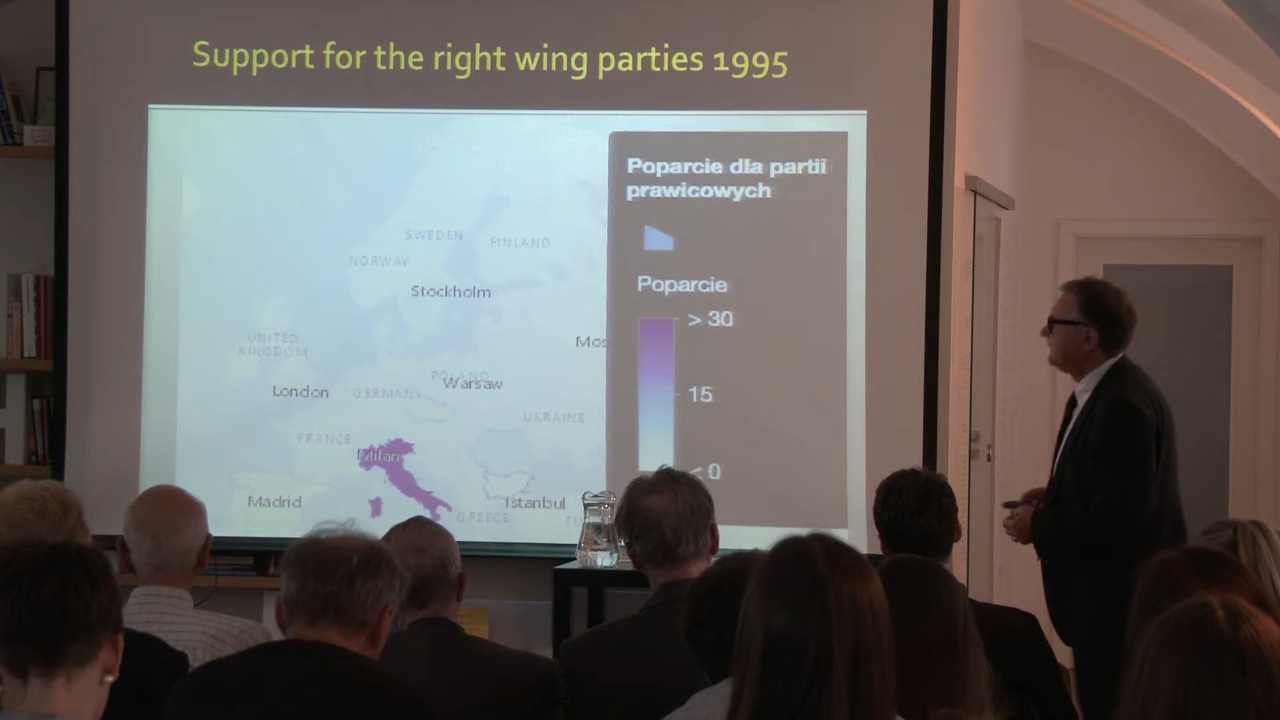 Support for the right wing parties 1995
Poparcie dla partii
prawicowych
Poparcie
> 30
15
< 0
SWEDEN
FINLAND
NORWAY
Stockholm
UNITED
KINGDOM
Mos
POLAND
Warsaw
London
GERMANY
UKRAINE
FRANCE
Milan
Madrid
Istanbul
GREECE
TU